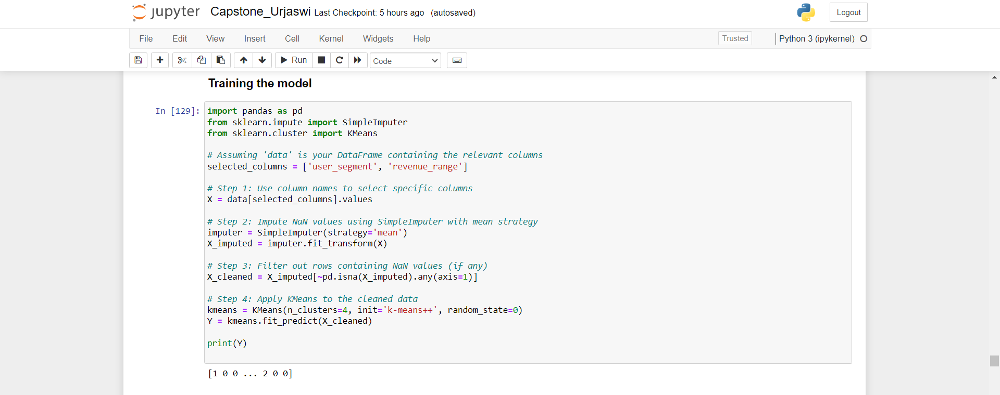 jupyter Capstone_Urjaswi Last Checkpoint: 5 hours ago (autosaved)
Logout
File Edit View Insert Cell Kernel Widgets Help
Trusted
Python 3 (ipykernel)
Run
Code
Training the model
In [129]:
import pandas as pd
from sklearn.impute import SimpleImputer
from sklearn.cluster import KMeans
# Assuming 'data' is your DataFrame containing the relevant columns
selected_columns = ['user_segment', 'revenue_range']
# Step 1: Use column names to select specific columns
X = data[selected_columns].values
# Step 2: Impute NaN values using SimpleImputer with mean strategy
imputer = SimpleImputer(strategy='mean')
X_imputed = imputer.fit_transform(X)
# Step 3: Filter out rows containing NaN values (if any)
X_cleaned = X_imputed[~pd.isna(X_imputed).any(axis=1)]
# Step 4: Apply KMeans to the cleaned data
kmeans = KMeans(n_clusters=4, init='k-means++', random_state=0)
Y = kmeans.fit_predict(X_cleaned)
print(Y)
[1 0 0 ... 2 0 0]